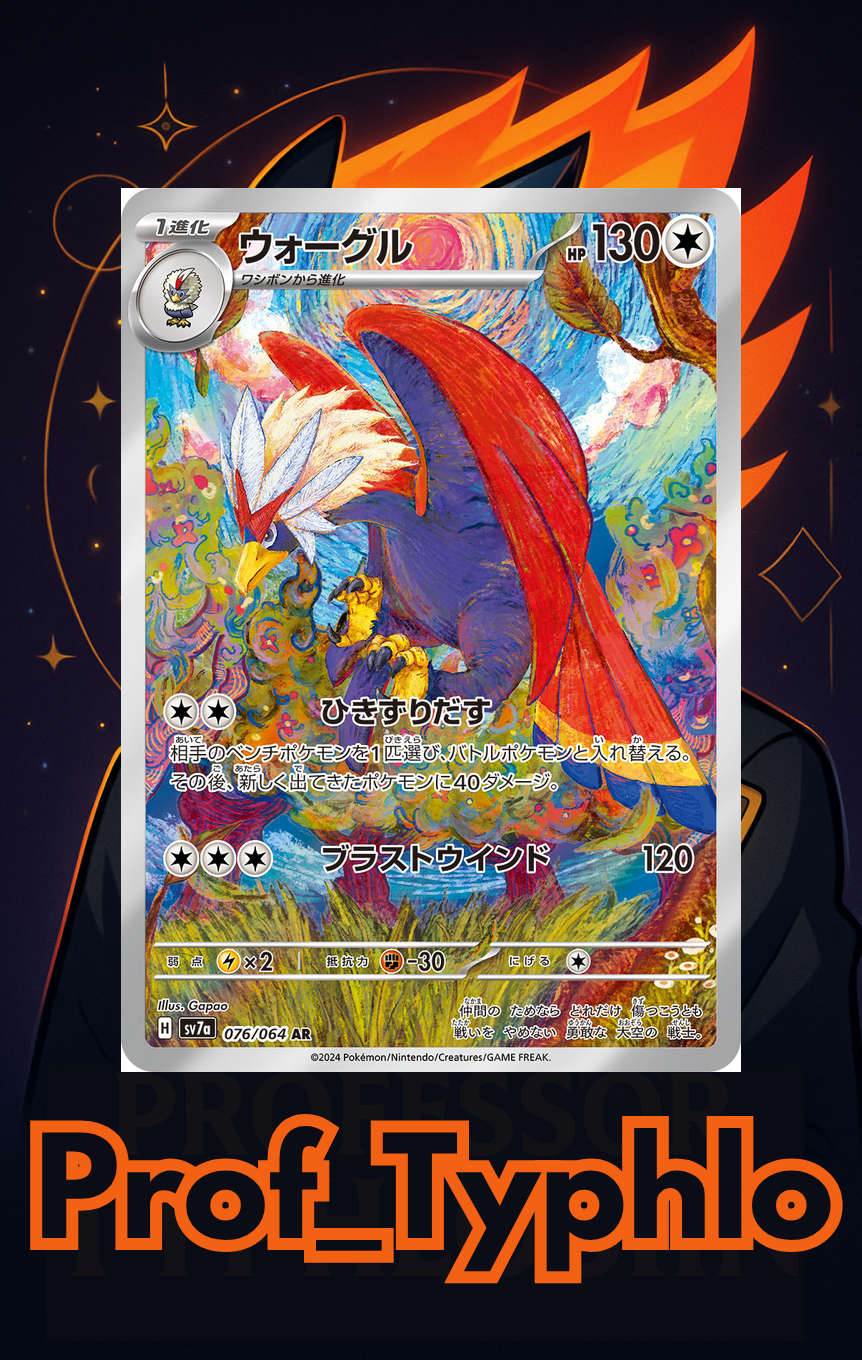 1進化
ウォーグル
HP 130
ワシボンから進化
ひきずりだす
相手のベンチポケモンを1匹選び、バトルポケモンと入れ替える。
その後、新しく出てきたポケモンに40ダメージ。
ブラストウインド 120
弱点 ×2 抵抗力 -30 にげる
Illus. Gapao
仲間の ためなら どれだけ 傷つこうとも
戦いを やめない 勇敢な 大空の 戦士。
H sv7a 076/064 AR
©2024 Pokémon/Nintendo/Creatures/GAME FREAK.
PROFESSOR
Prof_Typhlo